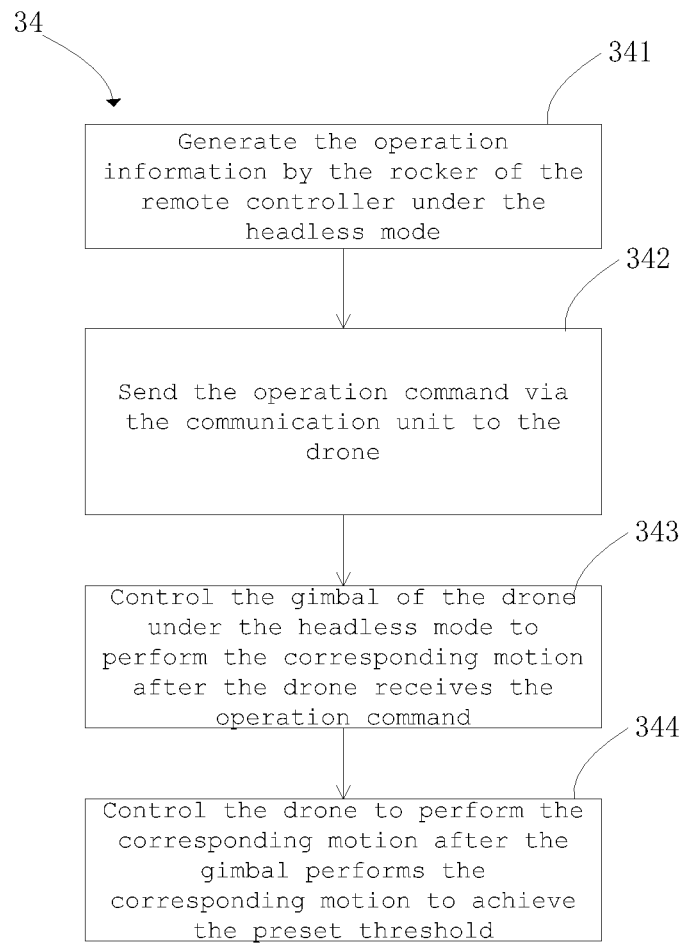 34
341
Generate the operation
information by the rocker of the
remote controller under the
headless mode
342
Send the operation command via
the communication unit to the
drone
343
Control the gimbal of the drone
under the headless mode to
perform the corresponding motion
after the drone receives the
operation command
344
Control the drone to perform the
corresponding motion after the
gimbal performs the
corresponding motion to achieve
the preset threshold